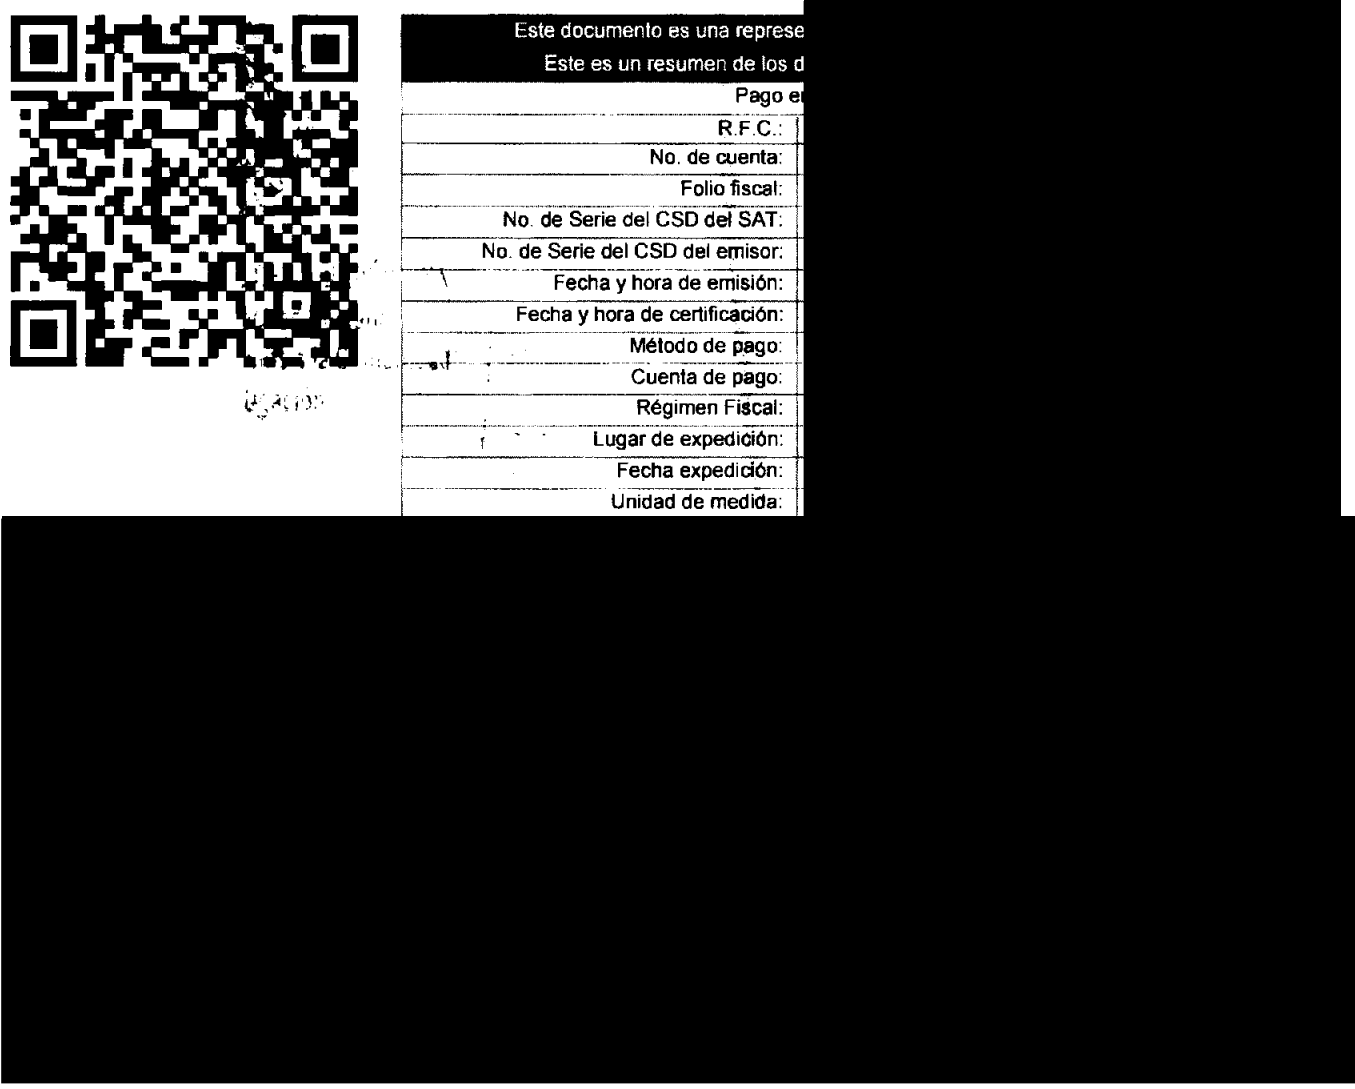 Este documento es una represe
Este es un resumen de los d
Pago en
R.F.C.:
No. de cuenta:
Folio fiscal:
No. de Serie del CSD del SAT:
No. de Serie del CSD del emisor:
Fecha y hora de emisión:
Fecha y hora de certificación:
Método de pago:
Cuenta de pago:
Régimen Fiscal:
Lugar de expedición:
Fecha expedición:
Unidad de medida: